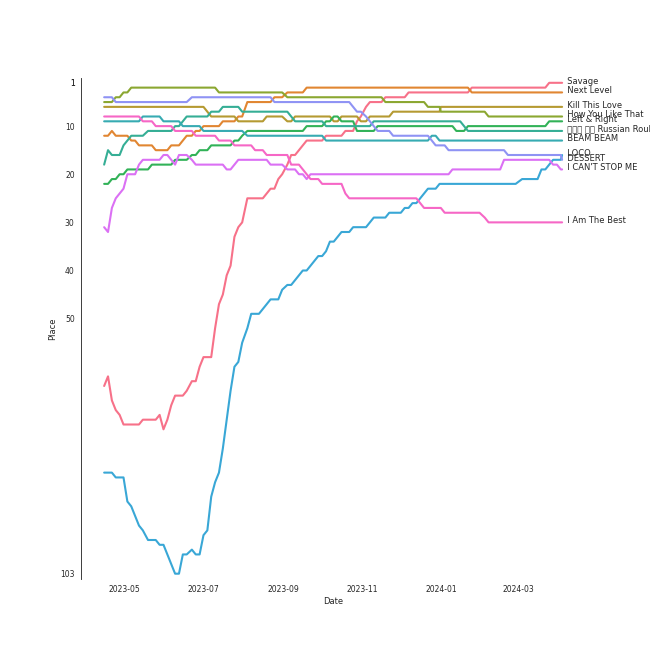 1
Savage
Next Level
Kill This Love
How You Like That
Left & Right
10
Russian Roul
BEAM BEAM
LOCO
DESSERT
20
I CAN'T STOP ME
30
I Am The Best
40
50
Place
103
2023-05
2023-07
2023-09
2023-11
2024-01
2024-03
Date